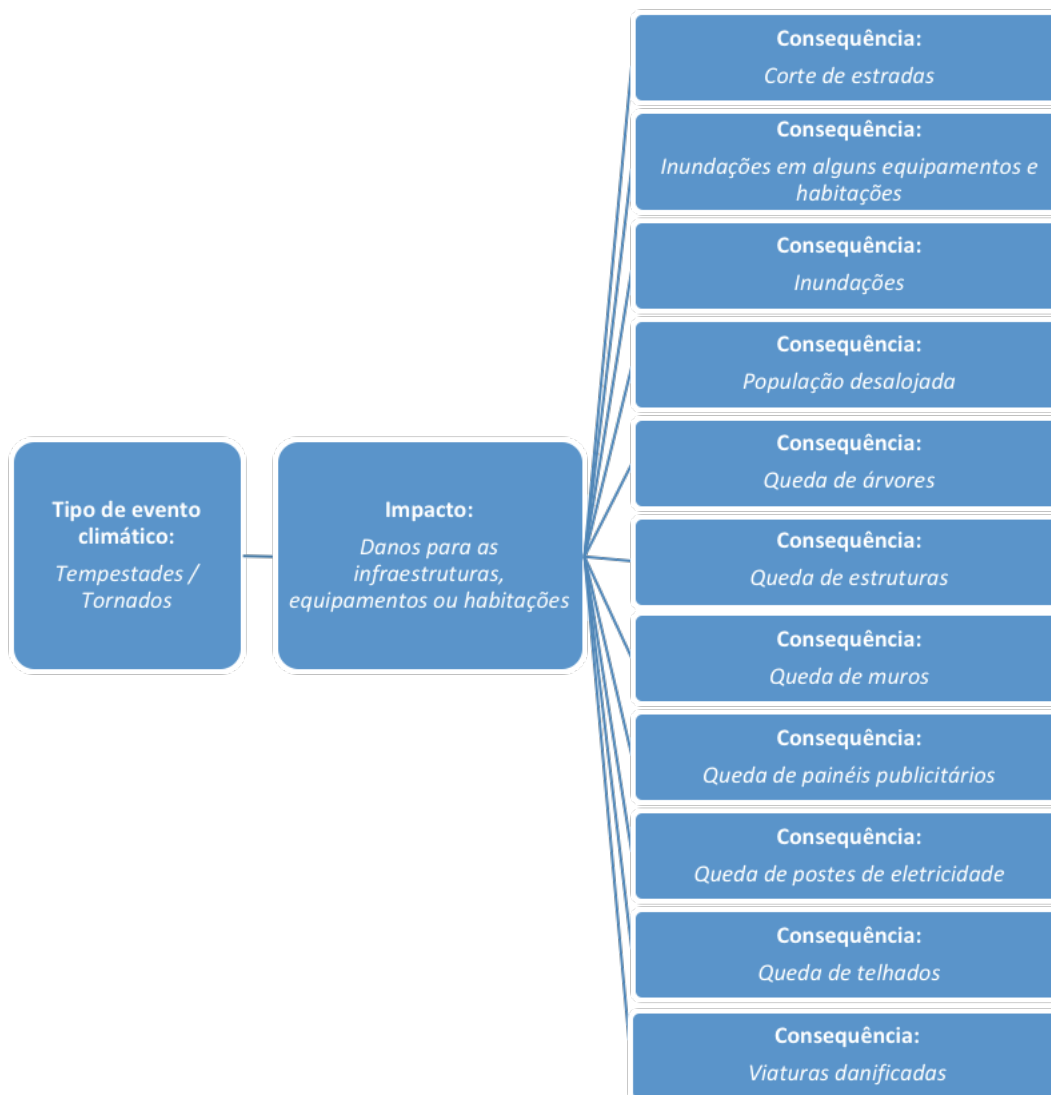 Tipo de evento
climático:
Tempestades /
Tornados
Impacto:
Danos para as
infraestruturas,
equipamentos ou habitações
Consequência:
Corte de estradas
Consequência:
Inundações em alguns equipamentos e
habitações
Consequência:
Inundações
Consequência:
População desalojada
Consequência:
Queda de árvores
Consequência:
Queda de estruturas
Consequência:
Queda de muros
Consequência:
Queda de painéis publicitários
Consequência:
Queda de postes de eletricidade
Consequência:
Queda de telhados
Consequência:
Viaturas danificadas